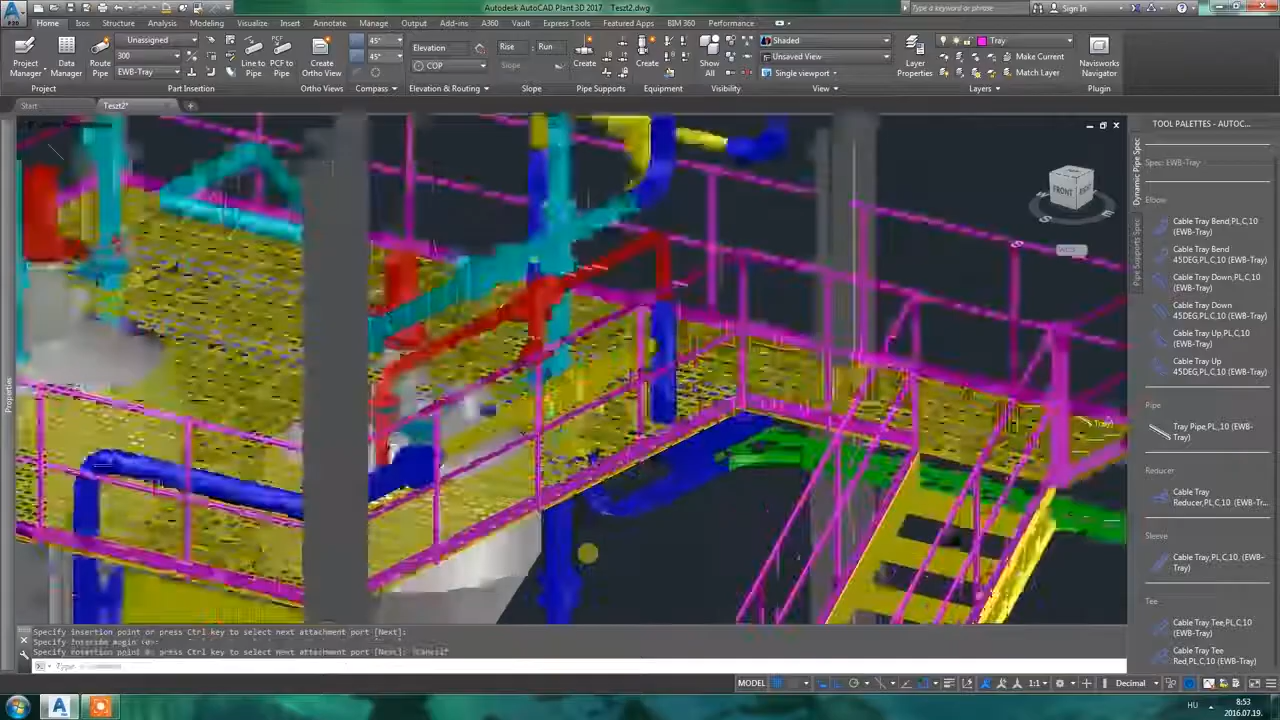 Autodesk AutoCAD Plant 3D 2017 Teszt2.dwg
Type a keyword or phrase
Sign In
Home Structure Analysis Modeling Visualize Insert Annotate Manage Output Add-ins A360 Vault Express Tools Featured Apps BIM 360 Performance
Project Manager
Data Manager
Route Pipe
Unassigned
300
EWB-Tray
Line to Pipe
PCF to Pipe
Create Ortho View
45°
45°
Elevation
COP
Rise
Run
Slope
Create
Create
Show All
Shaded
Unsaved View
Single viewport
Layer Properties
Tray
Make Current
Match Layer
Navisworks Navigator
Project Part Insertion Ortho Views Compass Elevation & Routing Slope Pipe Supports Equipment Visibility View Layers Plugin
Start Teszt2*
TOOL PALETTES - AUTOC...
Dynamic Pipe Spec
Pipe Supports Spec
Spec: EWB-Tray
Elbow
Cable Tray Bend,PL,C,10
(EWB-Tray)
Cable Tray Bend
45DEG,PL,C,10 (EWB-Tray)
Cable Tray Down,PL,C,10
(EWB-Tray)
Cable Tray Down
45DEG,PL,C,10 (EWB-Tray)
Cable Tray Up,PL,C,10
(EWB-Tray)
Cable Tray Up
45DEG,PL,C,10 (EWB-Tray)
Pipe
Tray Pipe,PL,,10 (EWB-
Tray)
Reducer
Cable Tray
Reducer,PL,C,10 (EWB-Tr...
Sleeve
Cable Tray,PL,C,10, (EWB-
Tray)
Tee
Cable Tray Tee,PL,C,10
(EWB-Tray)
Cable Tray Tee
Red,PL,C,10 (EWB-Tray)
FRONT
Properties
Specify insertion point or press Ctrl key to select next attachment port [Next]:
MODEL
1:1
Decimal
HU
8:53
2016.07.19.